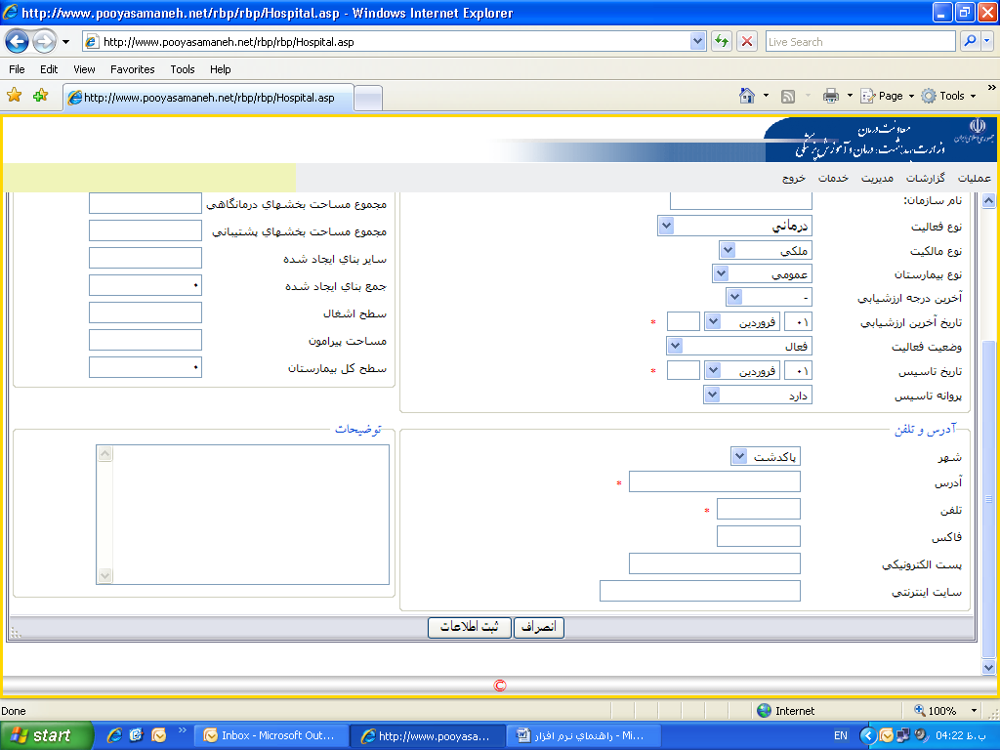 http://www.pooyasamaneh.net/rbp/rbp/Hospital.asp - Windows Internet Explorer
http://www.pooyasamaneh.net/rbp/rbp/Hospital.asp
Live Search
File Edit View Favorites Tools Help
http://www.pooyasamaneh.net/rbp/rbp/Hospital.asp
Page Tools
معاونت درمان
وزارت بهداشت، درمان و آموزش پزشکی
جمهوری اسلامی ایران
عملیات گزارشات مدیریت خدمات خروج
نام سازمان:
نوع فعالیت درمانی
نوع مالکیت ملکی
نوع بیمارستان عمومی
آخرین درجه ارزشیابی -
تاریخ آخرین ارزشیابی ۰۱ فروردین *
وضعیت فعالیت فعال
تاریخ تاسیس ۰۱ فروردین *
پروانه تاسیس دارد
مجموع مساحت بخشهای درمانگاهی
مجموع مساحت بخشهای پشتیبانی
سایر بنای ایجاد شده
جمع بنای ایجاد شده ۰
سطح اشغال
مساحت پیرامون
سطح کل بیمارستان ۰
آدرس و تلفن
شهر پاکدشت
آدرس *
تلفن *
فاکس
پست الکترونیکی
سایت اینترنتی
توضیحات
انصراف ثبت اطلاعات
©
Done Internet 100%
start Inbox - Microsoft Out... http://www.pooyasa... راهنمای نرم افزار - Mi... EN 04:22 ب.ظ